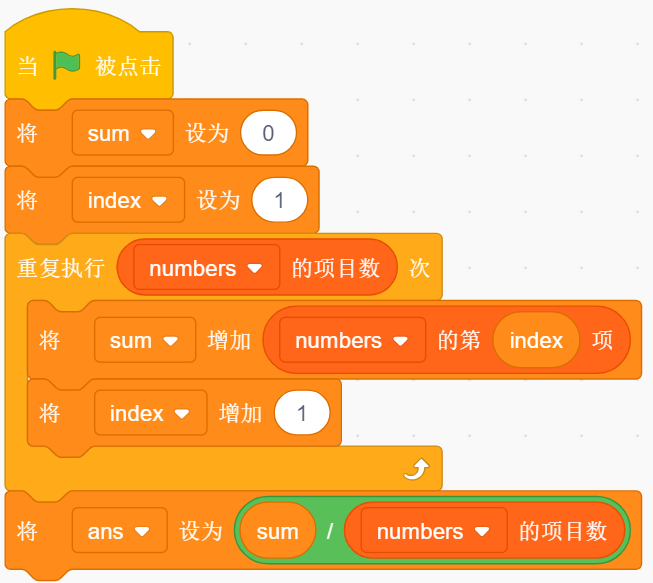 当 被点击
将 sum 设为 0
将 index 设为 1
重复执行 numbers 的项目数 次
将 sum 增加 numbers 的第 index 项
将 index 增加 1
将 ans 设为 sum / numbers 的项目数